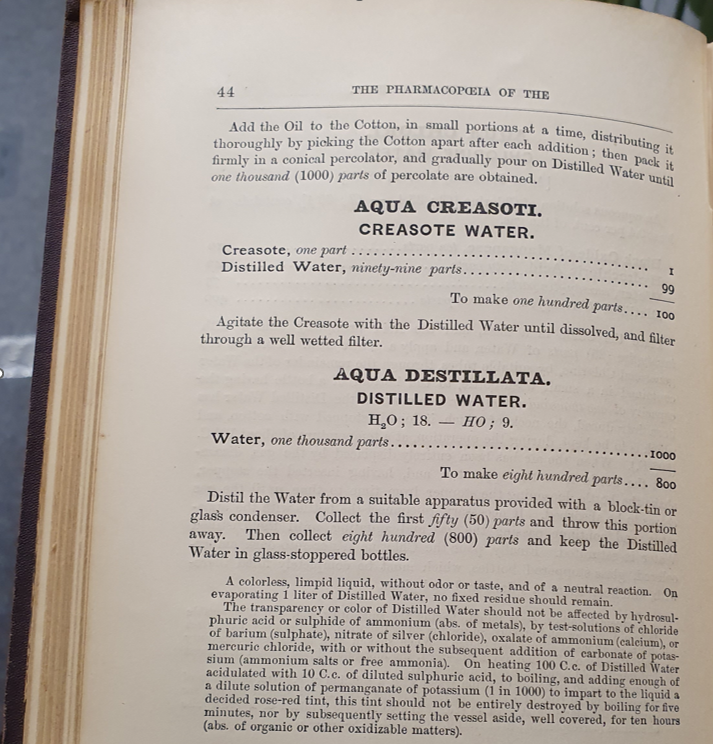 44 THE PHARMACOPŒIA OF THE
Add the Oil to the Cotton, in small portions at a time, distributing it
thoroughly by picking the Cotton apart after each addition; then pack it
firmly in a conical percolator, and gradually pour on Distilled Water until
one thousand (1000) parts of percolate are obtained.
AQUA CREASOTI.
CREASOTE WATER.
Creasote, one part........................................ 1
Distilled Water, ninety-nine parts........................... 99
To make one hundred parts.... 100
Agitate the Creasote with the Distilled Water until dissolved, and filter
through a well wetted filter.
AQUA DESTILLATA.
DISTILLED WATER.
H₂O; 18. — HO; 9.
Water, one thousand parts.......................................1000
To make eight hundred parts.... 800
Distil the Water from a suitable apparatus provided with a block-tin or
glass condenser. Collect the first fifty (50) parts and throw this portion
away. Then collect eight hundred (800) parts and keep the Distilled
Water in glass-stoppered bottles.
A colorless, limpid liquid, without odor or taste, and of a neutral reaction. On
evaporating 1 liter of Distilled Water, no fixed residue should remain.
The transparency or color of Distilled Water should not be affected by hydrosul-
phuric acid or sulphide of ammonium (abs. of metals), by test-solutions of chloride
of barium (sulphate), nitrate of silver (chloride), oxalate of ammonium (calcium), or
mercuric chloride, with or without the subsequent addition of carbonate of potas-
sium (ammonium salts or free ammonia). On heating 100 C.c. of Distilled Water
acidulated with 10 C.c. of diluted sulphuric acid, to boiling, and adding enough of
a dilute solution of permanganate of potassium (1 in 1000) to impart to the liquid a
decided rose-red tint, this tint should not be entirely destroyed by boiling for five
minutes, nor by subsequently setting the vessel aside, well covered, for ten hours
(abs. of organic or other oxidizable matters).